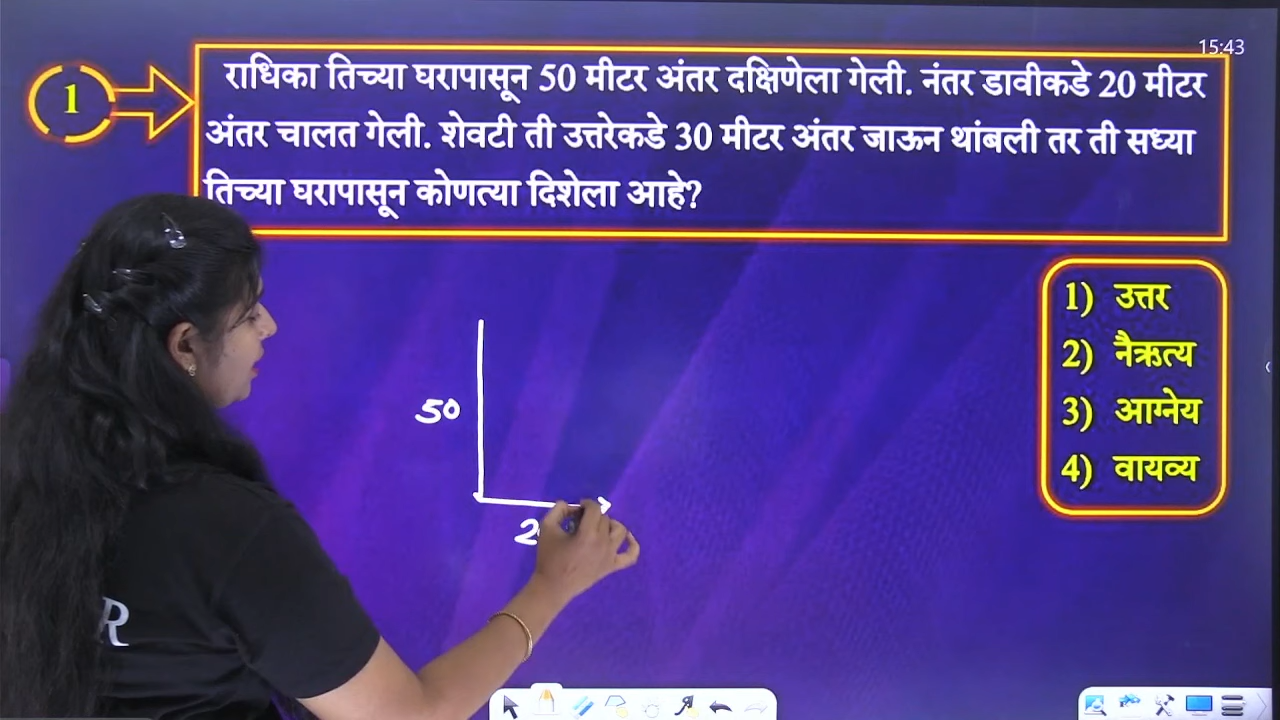 15:43
1
राधिका तिच्या घरापासून 50 मीटर अंतर दक्षिणेला गेली. नंतर डावीकडे 20 मीटर
अंतर चालत गेली. शेवटी ती उत्तरेकडे 30 मीटर अंतर जाऊन थांबली तर ती सध्या
तिच्या घरापासून कोणत्या दिशेला आहे?
1) उत्तर
2) नैऋत्य
3) आग्नेय
4) वायव्य
50
2
R